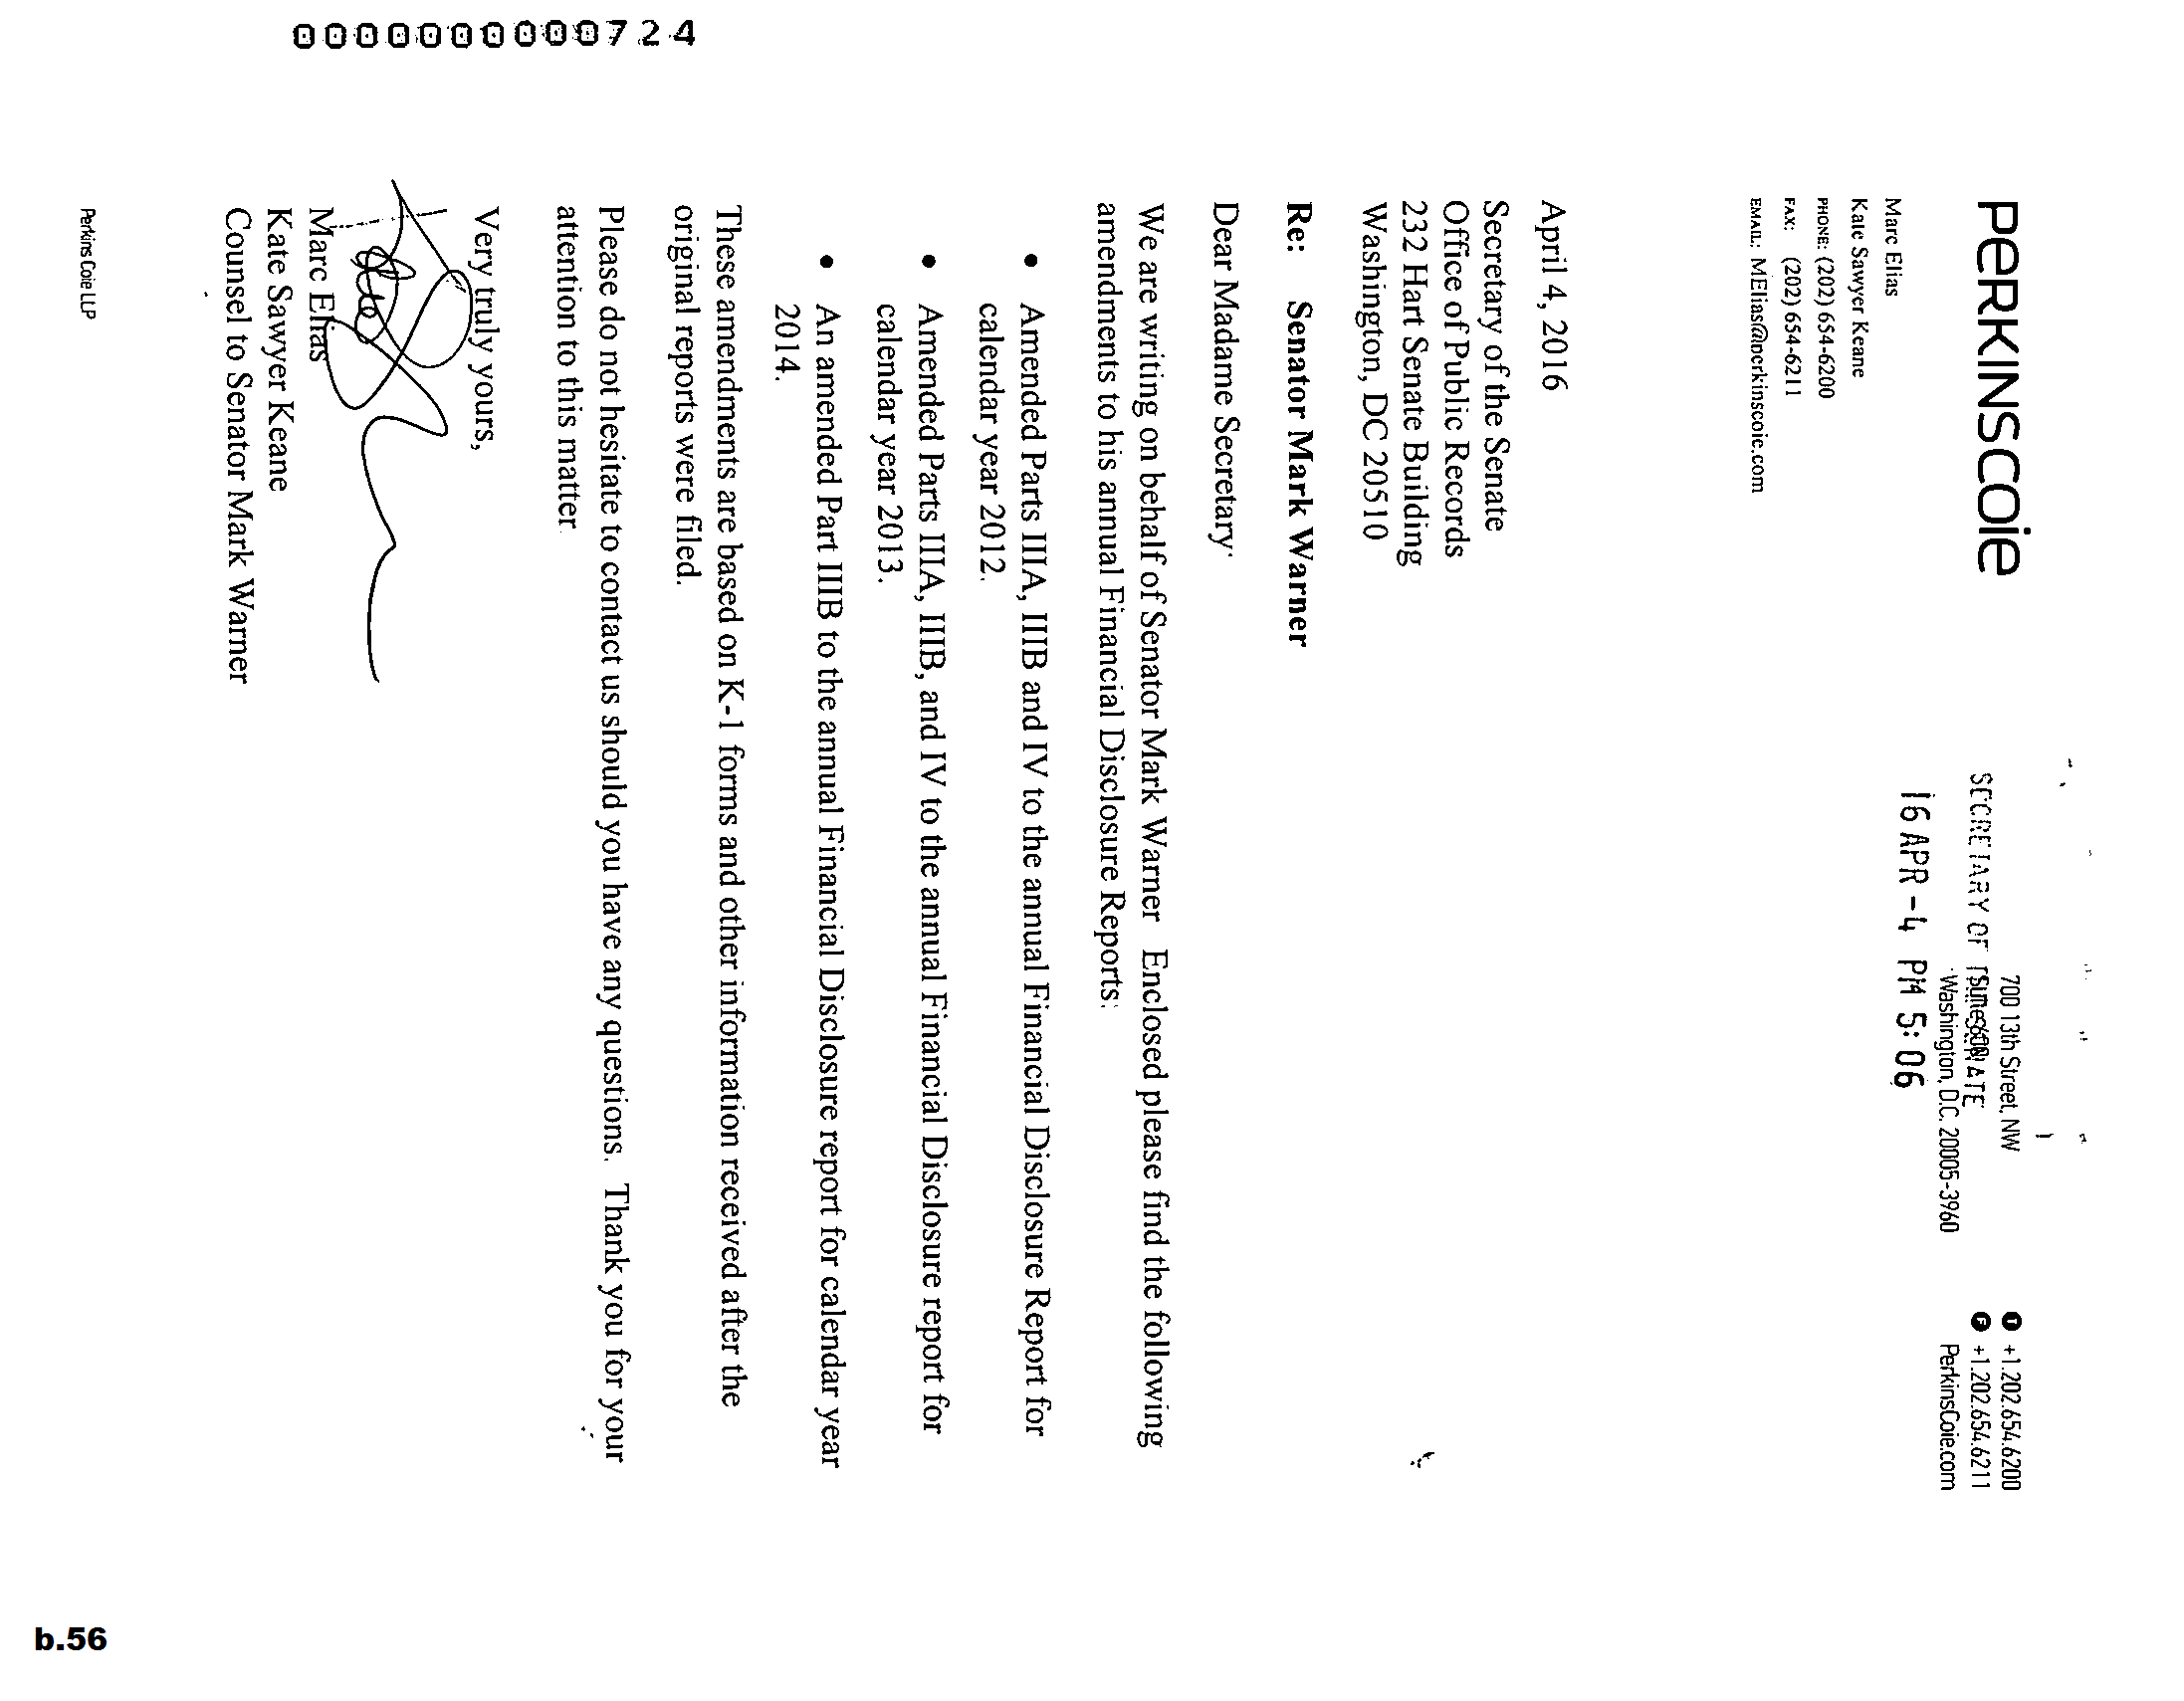 PERKINSCOIE
700 13th Street, NW
Washington, D.C. 20005-3960
+1.202.654.6200
+1.202.654.6211
PerkinsCoie.com
SECRETARY OF
16 APR -4 PM 5:06
Marc Elias
Kate Sawyer Keane
PHONE: (202) 654-6200
FAX: (202) 654-6211
EMAIL: MElias@perkinscoie.com
April 4, 2016
Secretary of the Senate
Office of Public Records
232 Hart Senate Building
Washington, DC 20510
Re: Senator Mark Warner
Dear Madame Secretary
We are writing on behalf of Senator Mark Warner Enclosed please find the following
amendments to his annual Financial Disclosure Reports:
• Amended Parts IIIA, IIIB and IV to the annual Financial Disclosure Report for
calendar year 2012.
• Amended Parts IIIA, IIIB, and IV to the annual Financial Disclosure report for
calendar year 2013.
• An amended Part IIIB to the annual Financial Disclosure report for calendar year
2014.
These amendments are based on K-1 forms and other information received after the
original reports were filed.
Please do not hesitate to contact us should you have any questions. Thank you for your
attention to this matter
Very truly yours,
Marc Elias
Kate Sawyer Keane
Counsel to Senator Mark Warner
Perkins Coie LLP
0000000000724
b.56